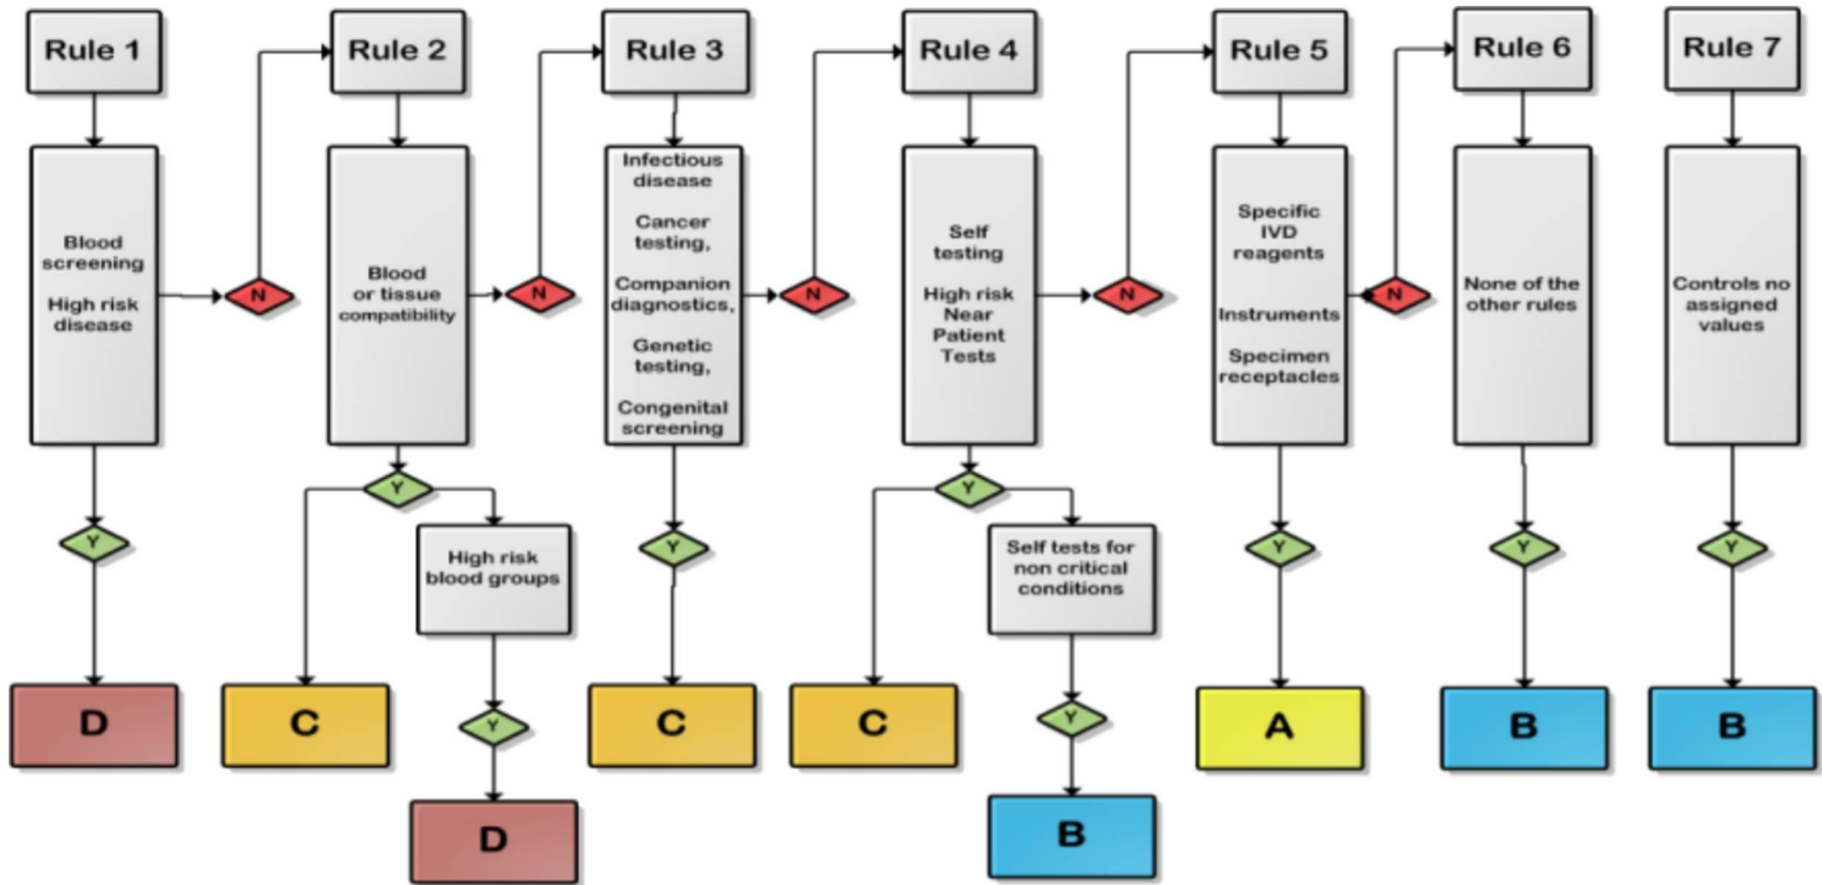 Rule 1
Rule 2
Rule 3
Rule 4
Rule 5
Rule 6
Rule 7
Blood
screening
High risk
disease
N
Blood
or tissue
compatibility
N
Infectious
disease
Cancer
testing,
Companion
diagnostics,
Genetic
testing,
Congenital
screening
N
Self
testing
High risk
Near
Patient
Tests
N
Specific
IVD
reagents
Instruments
Specimen
receptacles
N
None of the
other rules
Controls no
assigned
values
Y
Y
High risk
blood groups
Y
Y
Y
Self tests for
non critical
conditions
Y
Y
Y
Y
D
C
D
C
C
B
A
B
B